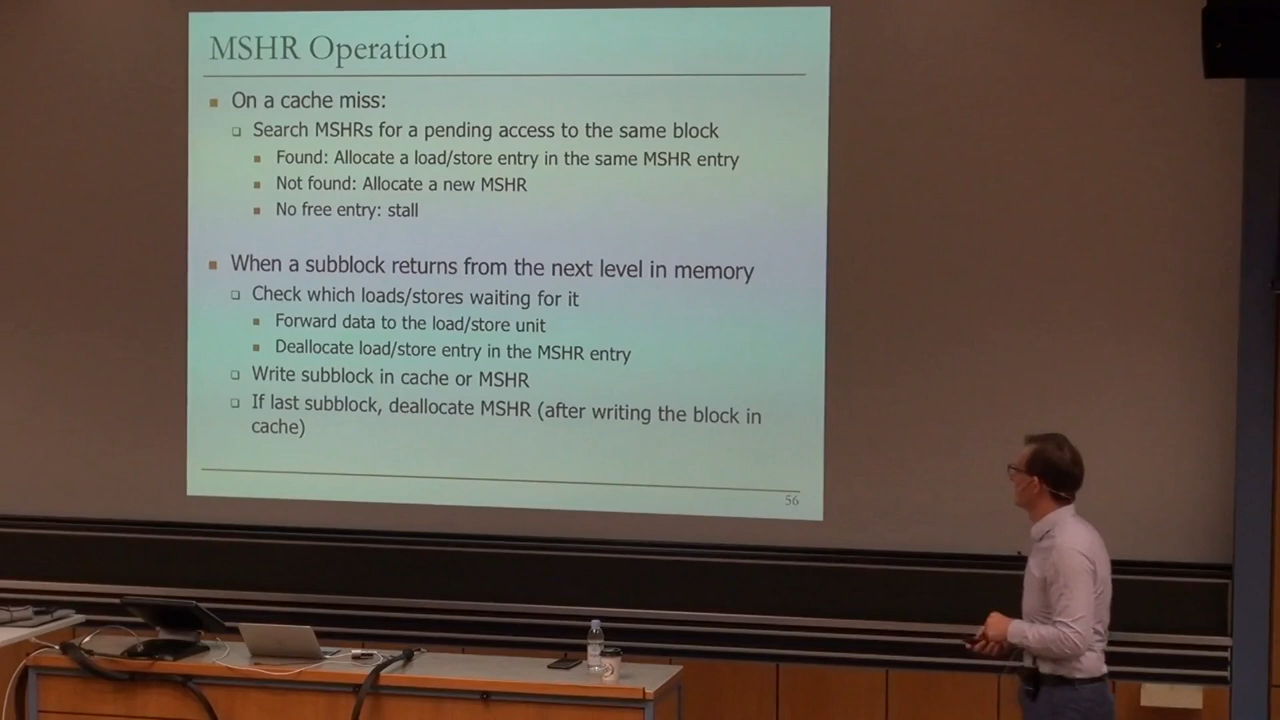 MSHR Operation
On a cache miss:
Search MSHRs for a pending access to the same block
Found: Allocate a load/store entry in the same MSHR entry
Not found: Allocate a new MSHR
No free entry: stall
When a subblock returns from the next level in memory
Check which loads/stores waiting for it
Forward data to the load/store unit
Deallocate load/store entry in the MSHR entry
Write subblock in cache or MSHR
If last subblock, deallocate MSHR (after writing the block in
cache)
56